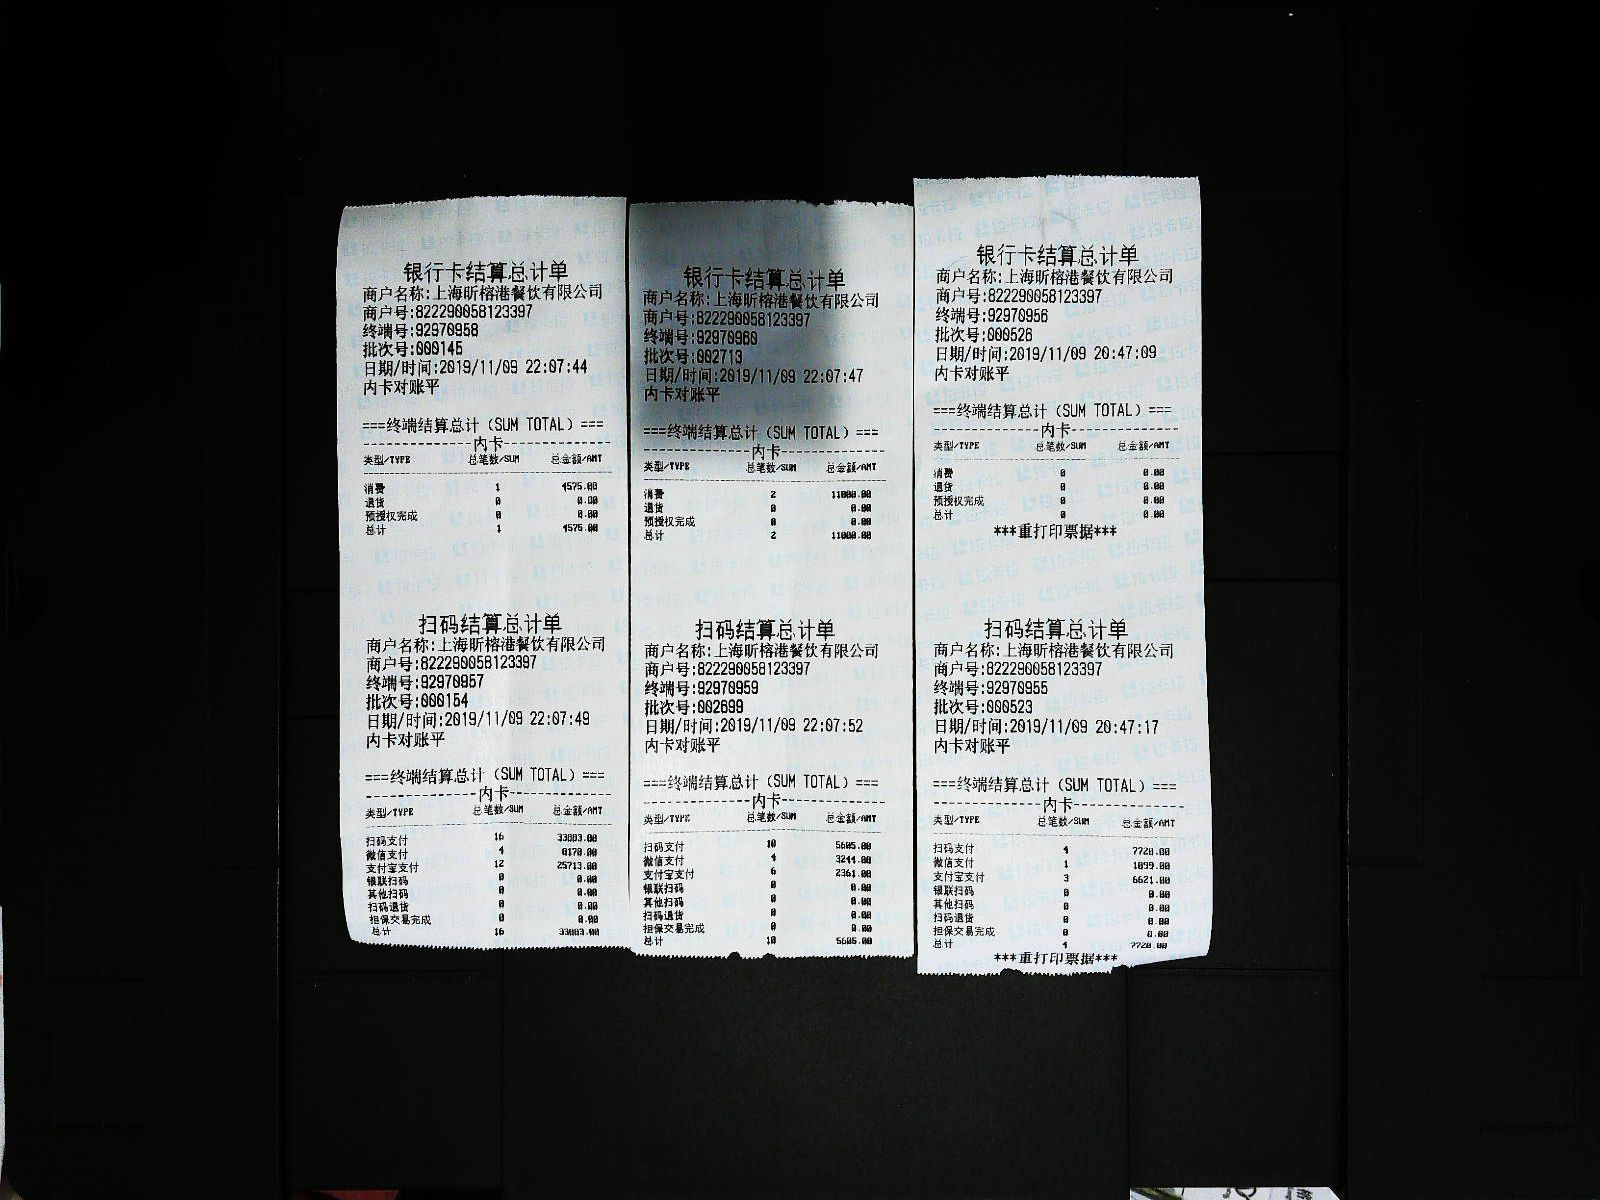 银行卡结算总计单
商户名称:上海昕榕港餐饮有限公司
商户号:822290058123397
终端号:92970958
批次号:000145
日期/时间:2019/11/09 22:07:44
内卡对账平
===终端结算总计(SUM TOTAL)===
内卡
类型/TYPE 总笔数/SUM 总金额/AMT
消费 1 4575.00
退货 0 0.00
预授权完成 0 0.00
总计 1 4575.00
扫码结算总计单
商户名称:上海昕榕港餐饮有限公司
商户号:822290058123397
终端号:92970957
批次号:000154
日期/时间:2019/11/09 22:07:49
内卡对账平
===终端结算总计(SUM TOTAL)===
内卡
类型/TYPE 总笔数/SUM 总金额/AMT
扫码支付 16 33883.00
微信支付 4 8170.00
支付宝支付 12 25713.00
银联扫码 0 0.00
其他扫码 0 0.00
扫码退货 0 0.00
担保交易完成 0 0.00
总计 16 33883.00
银行卡结算总计单
商户名称:上海昕榕港餐饮有限公司
商户号:822290058123397
终端号:92970960
批次号:002713
日期/时间:2019/11/09 22:07:47
内卡对账平
===终端结算总计(SUM TOTAL)===
内卡
类型/TYPE 总笔数/SUM 总金额/AMT
消费 2 11000.00
退货 0 0.00
预授权完成 0 0.00
总计 2 11000.00
扫码结算总计单
商户名称:上海昕榕港餐饮有限公司
商户号:822290058123397
终端号:92970959
批次号:002699
日期/时间:2019/11/09 22:07:52
内卡对账平
===终端结算总计(SUM TOTAL)===
内卡
类型/TYPE 总笔数/SUM 总金额/AMT
扫码支付 10 5605.00
微信支付 4 3244.00
支付宝支付 6 2361.00
银联扫码 0 0.00
其他扫码 0 0.00
扫码退货 0 0.00
担保交易完成 0 0.00
总计 10 5605.00
银行卡结算总计单
商户名称:上海昕榕港餐饮有限公司
商户号:822290058123397
终端号:92970956
批次号:000526
日期/时间:2019/11/09 20:47:09
内卡对账平
===终端结算总计(SUM TOTAL)===
内卡
类型/TYPE 总笔数/SUM 总金额/AMT
消费 0 0.00
退货 0 0.00
预授权完成 0 0.00
总计 0 0.00
***重打印票据***
扫码结算总计单
商户名称:上海昕榕港餐饮有限公司
商户号:822290058123397
终端号:92970955
批次号:000523
日期/时间:2019/11/09 20:47:17
内卡对账平
===终端结算总计(SUM TOTAL)===
内卡
类型/TYPE 总笔数/SUM 总金额/AMT
扫码支付 4 7720.00
微信支付 1 1099.00
支付宝支付 3 6621.00
银联扫码 0 0.00
其他扫码 0 0.00
扫码退货 0 0.00
担保交易完成 0 0.00
总计 4 7720.00
***重打印票据***